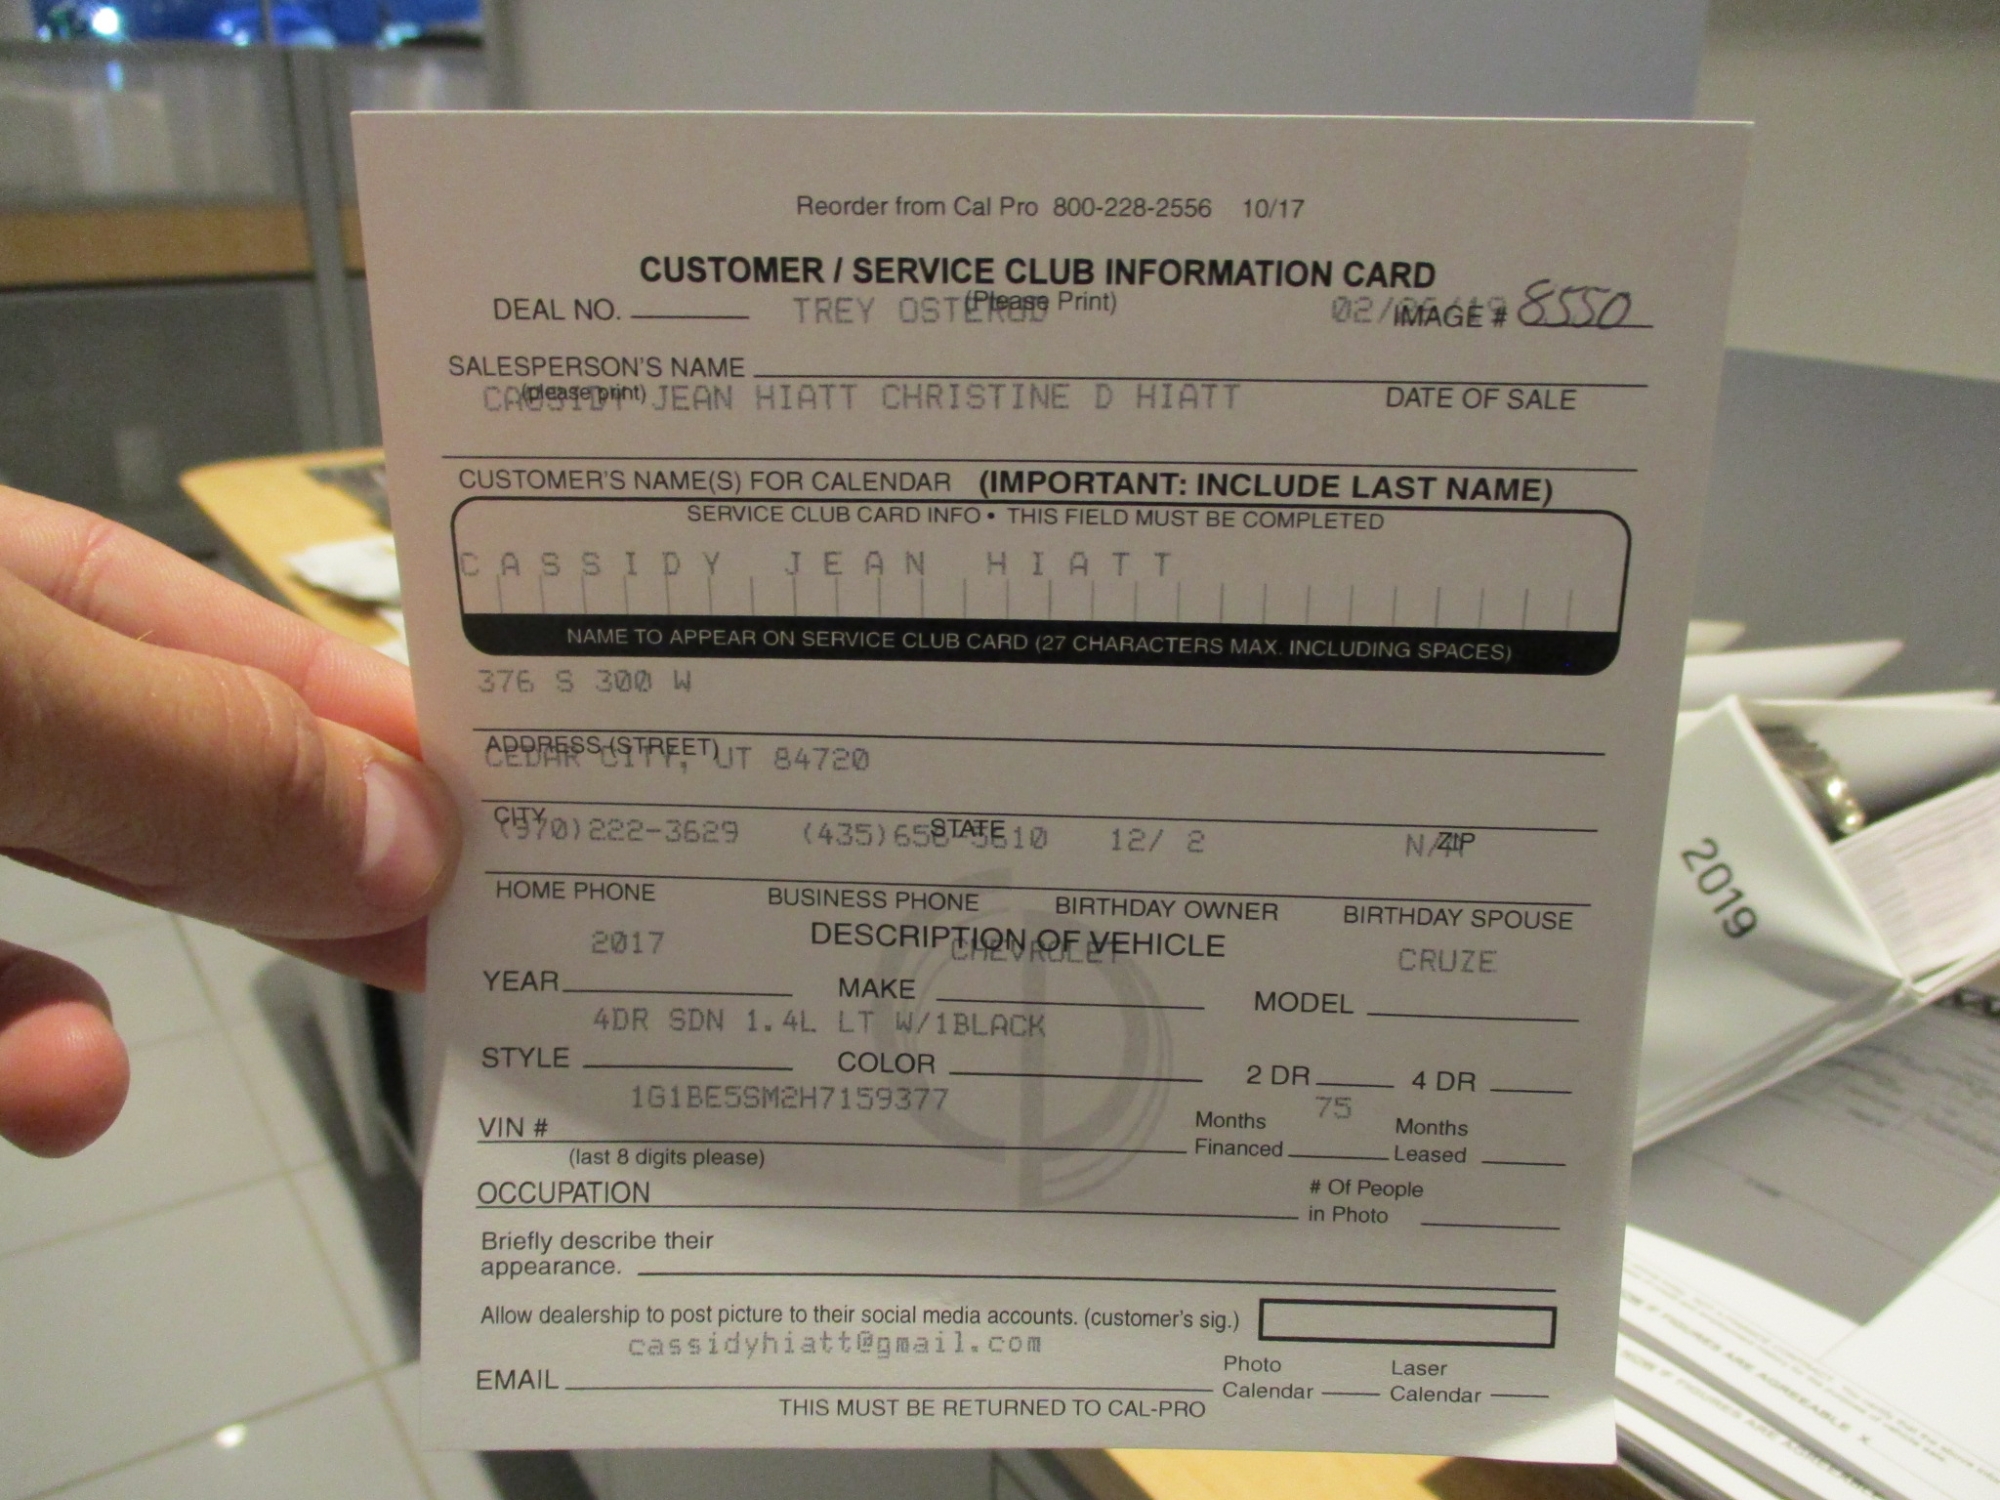 Reorder from Cal Pro 800-228-2556 10/17
CUSTOMER / SERVICE CLUB INFORMATION CARD
(Please Print)
DEAL NO. TREY IMAGE # 8550
SALESPERSON'S NAME
(please print)
CASSIDY JEAN HIATT CHRISTINE D HIATT DATE OF SALE
CUSTOMER'S NAME(S) FOR CALENDAR (IMPORTANT: INCLUDE LAST NAME)
SERVICE CLUB CARD INFO • THIS FIELD MUST BE COMPLETED
CASSIDY JEAN HIATT
NAME TO APPEAR ON SERVICE CLUB CARD (27 CHARACTERS MAX. INCLUDING SPACES)
376 S 300 W
ADDRESS (STREET)
CEDAR CITY, UT 84720
CITY STATE ZIP
(970)222-3629 12/ 2
HOME PHONE BUSINESS PHONE BIRTHDAY OWNER BIRTHDAY SPOUSE
DESCRIPTION OF VEHICLE
2017 CHEVROLET CRUZE
YEAR MAKE MODEL
4DR SDN 1.4L LT W/1BLACK
STYLE COLOR 2 DR 4 DR
1G1BE5SM2H7159377 75
VIN # Months Financed Months Leased
(last 8 digits please)
OCCUPATION # Of People in Photo
Briefly describe their
appearance.
Allow dealership to post picture to their social media accounts. (customer's sig.)
cassidyhiatt@gmail.com
EMAIL Photo Calendar Laser Calendar
THIS MUST BE RETURNED TO CAL-PRO
2019